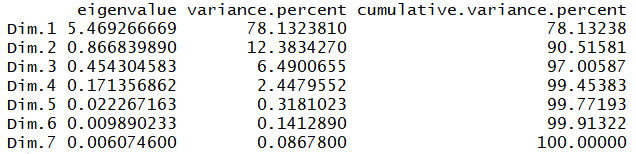 eigenvalue variance.percent cumulative.variance.percent
Dim.1 5.469266669 78.1323810 78.13238
Dim.2 0.866839890 12.3834270 90.51581
Dim.3 0.454304583 6.4900655 97.00587
Dim.4 0.171356862 2.4479552 99.45383
Dim.5 0.022267163 0.3181023 99.77193
Dim.6 0.009890233 0.1412890 99.91322
Dim.7 0.006074600 0.0867800 100.00000